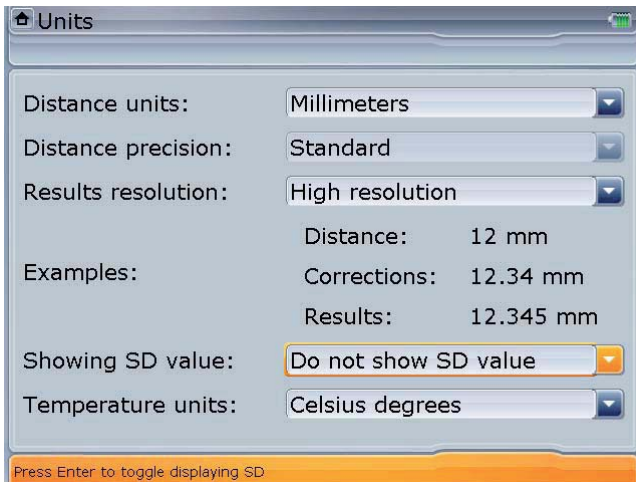 Units
Distance units: Millimeters
Distance precision: Standard
Results resolution: High resolution
Distance: 12 mm
Examples: Corrections: 12.34 mm
Results: 12.345 mm
Showing SD value: Do not show SD value
Temperature units: Celsius degrees
Press Enter to toggle displaying SD